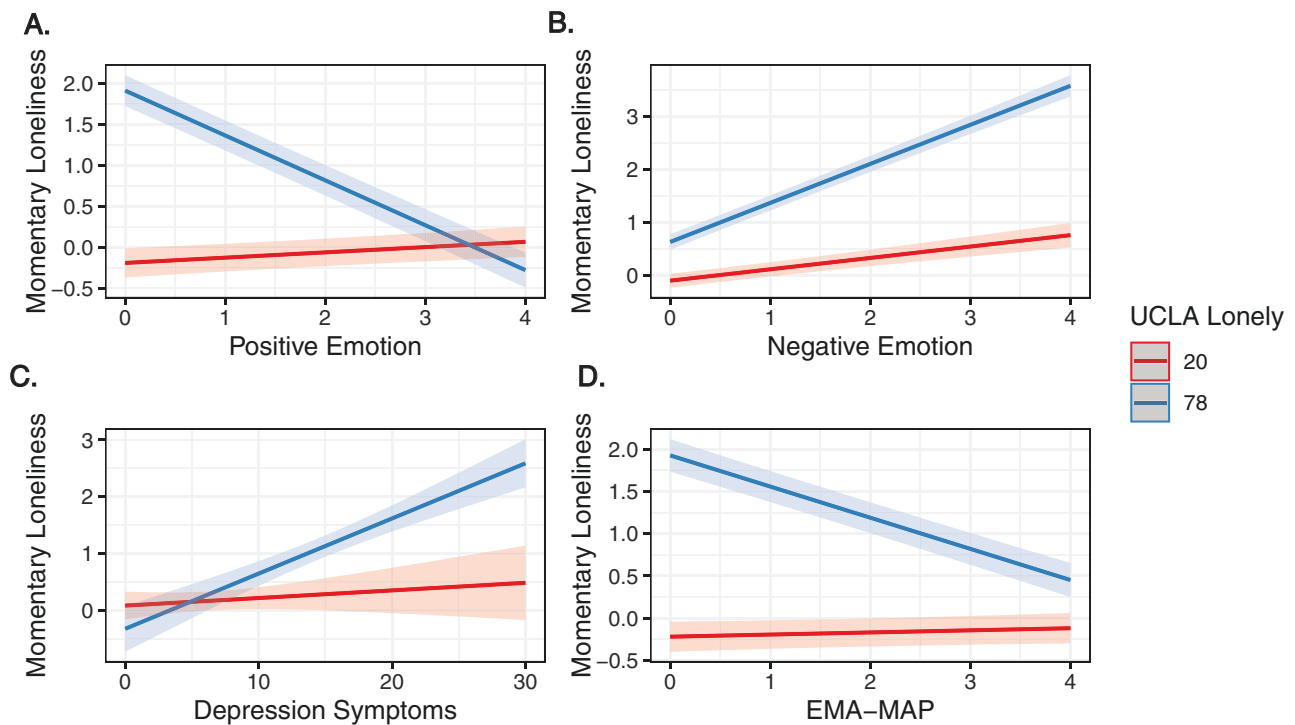 A.
Momentary Loneliness
2.0
1.5
1.0
0.5
0.0
−0.5
0 1 2 3 4
Positive Emotion
B.
Momentary Loneliness
3
2
1
0
0 1 2 3 4
Negative Emotion
C.
Momentary Loneliness
3
2
1
0
0 10 20 30
Depression Symptoms
D.
Momentary Loneliness
2.0
1.5
1.0
0.5
0.0
−0.5
0 1 2 3 4
EMA−MAP
UCLA Lonely
20
78